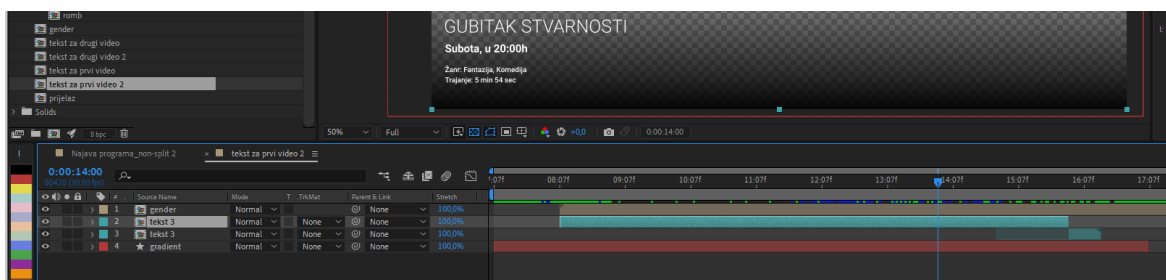 romb
gender
tekst za drugi video
tekst za drugi video 2
tekst za prvi video
tekst za prvi video 2
prijelaz
Solids
8 bpc
GUBITAK STVARNOSTI
Subota, u 20:00h
Žanr: Fantazija, Komedija
Trajanje: 5 min 54 sec
50% Full +0,0 0:00:14:00
Najava programa_non-split 2 × tekst za prvi video 2
0:00:14:00
00420 (30.00 fps)
# Source Name Mode T .TrkMat Parent & Link Stretch
1 gender Normal None 100,0%
2 tekst 3 Normal None None 100,0%
3 tekst 3 Normal None None 100,0%
4 gradient Normal None None 100,0%
:07f 08:07f 09:07f 10:07f 11:07f 12:07f 13:07f 14:07f 15:07f 16:07f 17:07f